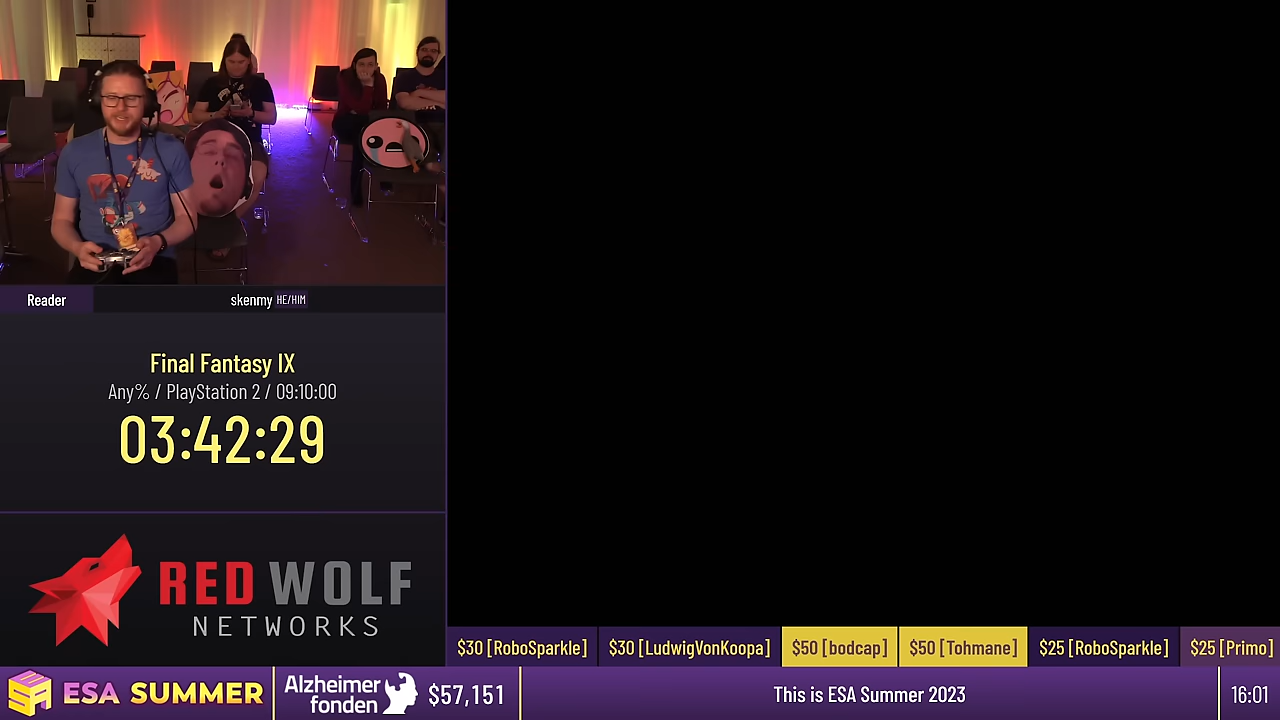 Reader
skenmy HE/HIM
Final Fantasy IX
Any% / PlayStation 2 / 09:10:00
03:42:29
RED WOLF
NETWORKS
$30 [RoboSparkle]
$30 [LudwigVonKoopa]
$50 [bodcap]
$50 [Tohmane]
$25 [RoboSparkle]
$25 [Primo]
ESA SUMMER
Alzheimer
fonden
$57,151
This is ESA Summer 2023
16:01